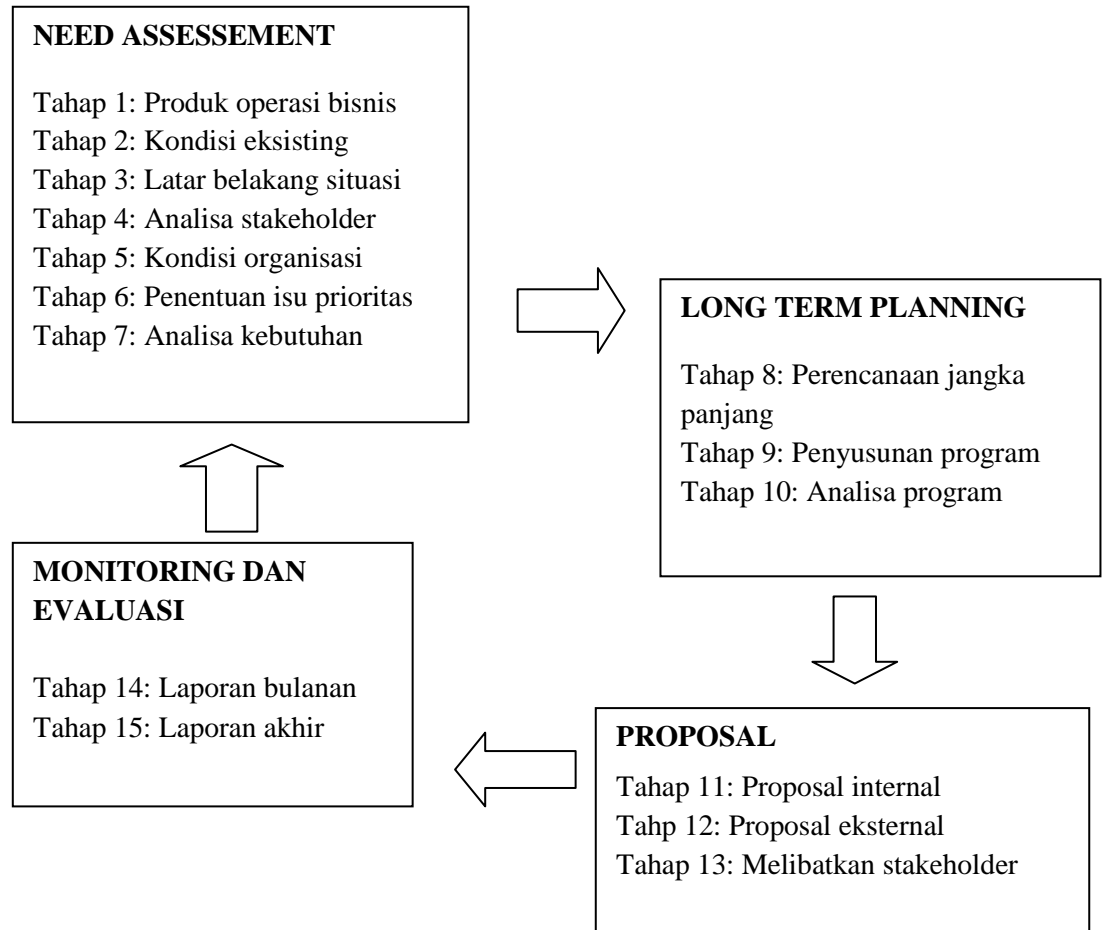 NEED ASSESSEMENT
Tahap 1: Produk operasi bisnis
Tahap 2: Kondisi eksisting
Tahap 3: Latar belakang situasi
Tahap 4: Analisa stakeholder
Tahap 5: Kondisi organisasi
Tahap 6: Penentuan isu prioritas
Tahap 7: Analisa kebutuhan
LONG TERM PLANNING
Tahap 8: Perencanaan jangka
panjang
Tahap 9: Penyusunan program
Tahap 10: Analisa program
PROPOSAL
Tahap 11: Proposal internal
Tahp 12: Proposal eksternal
Tahap 13: Melibatkan stakeholder
MONITORING DAN
EVALUASI
Tahap 14: Laporan bulanan
Tahap 15: Laporan akhir